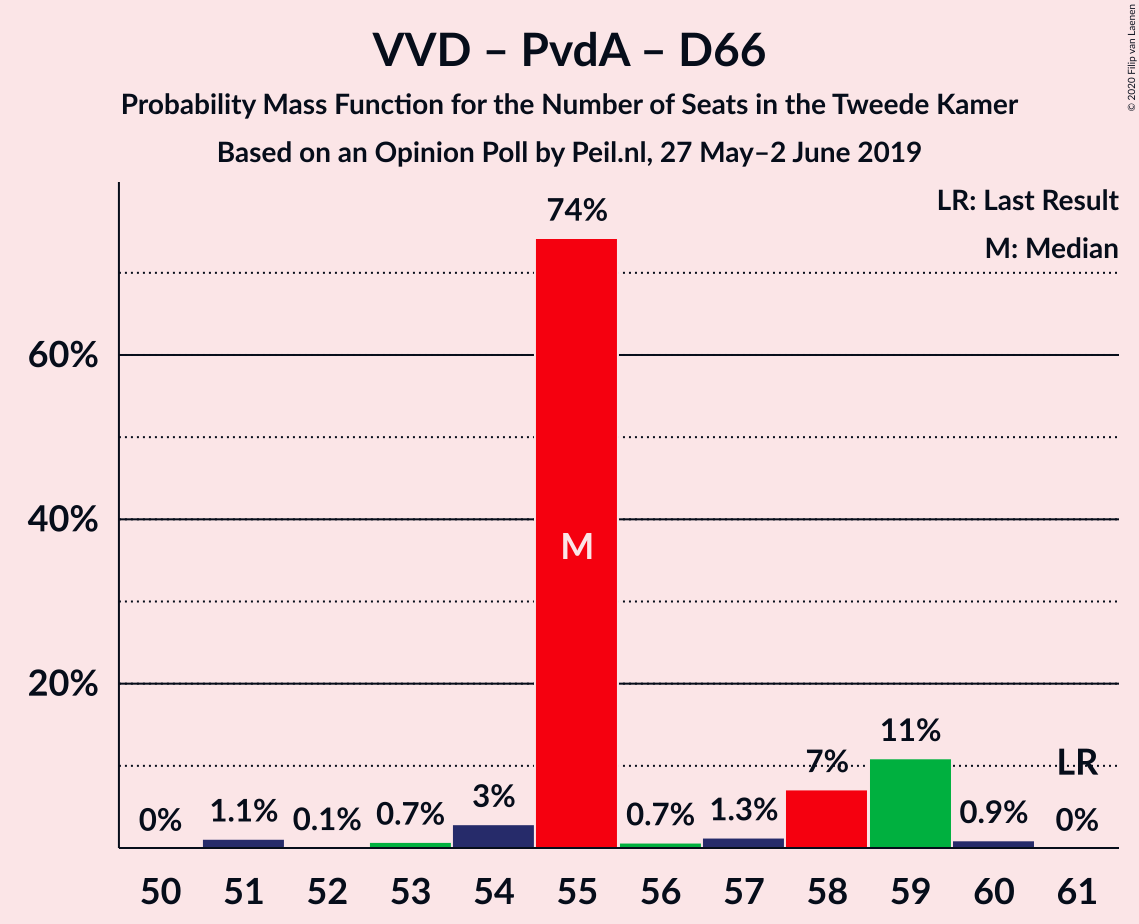 VVD – PvdA – D66
Probability Mass Function for the Number of Seats in the Tweede Kamer
Based on an Opinion Poll by Peil.nl, 27 May–2 June 2019
© 2020 Filip van Laenen
LR: Last Result
M: Median
60%
40%
20%
0%
1.1%
0.1%
0.7%
3%
74%
M
0.7%
1.3%
7%
11%
0.9%
LR
0%
50 51 52 53 54 55 56 57 58 59 60 61